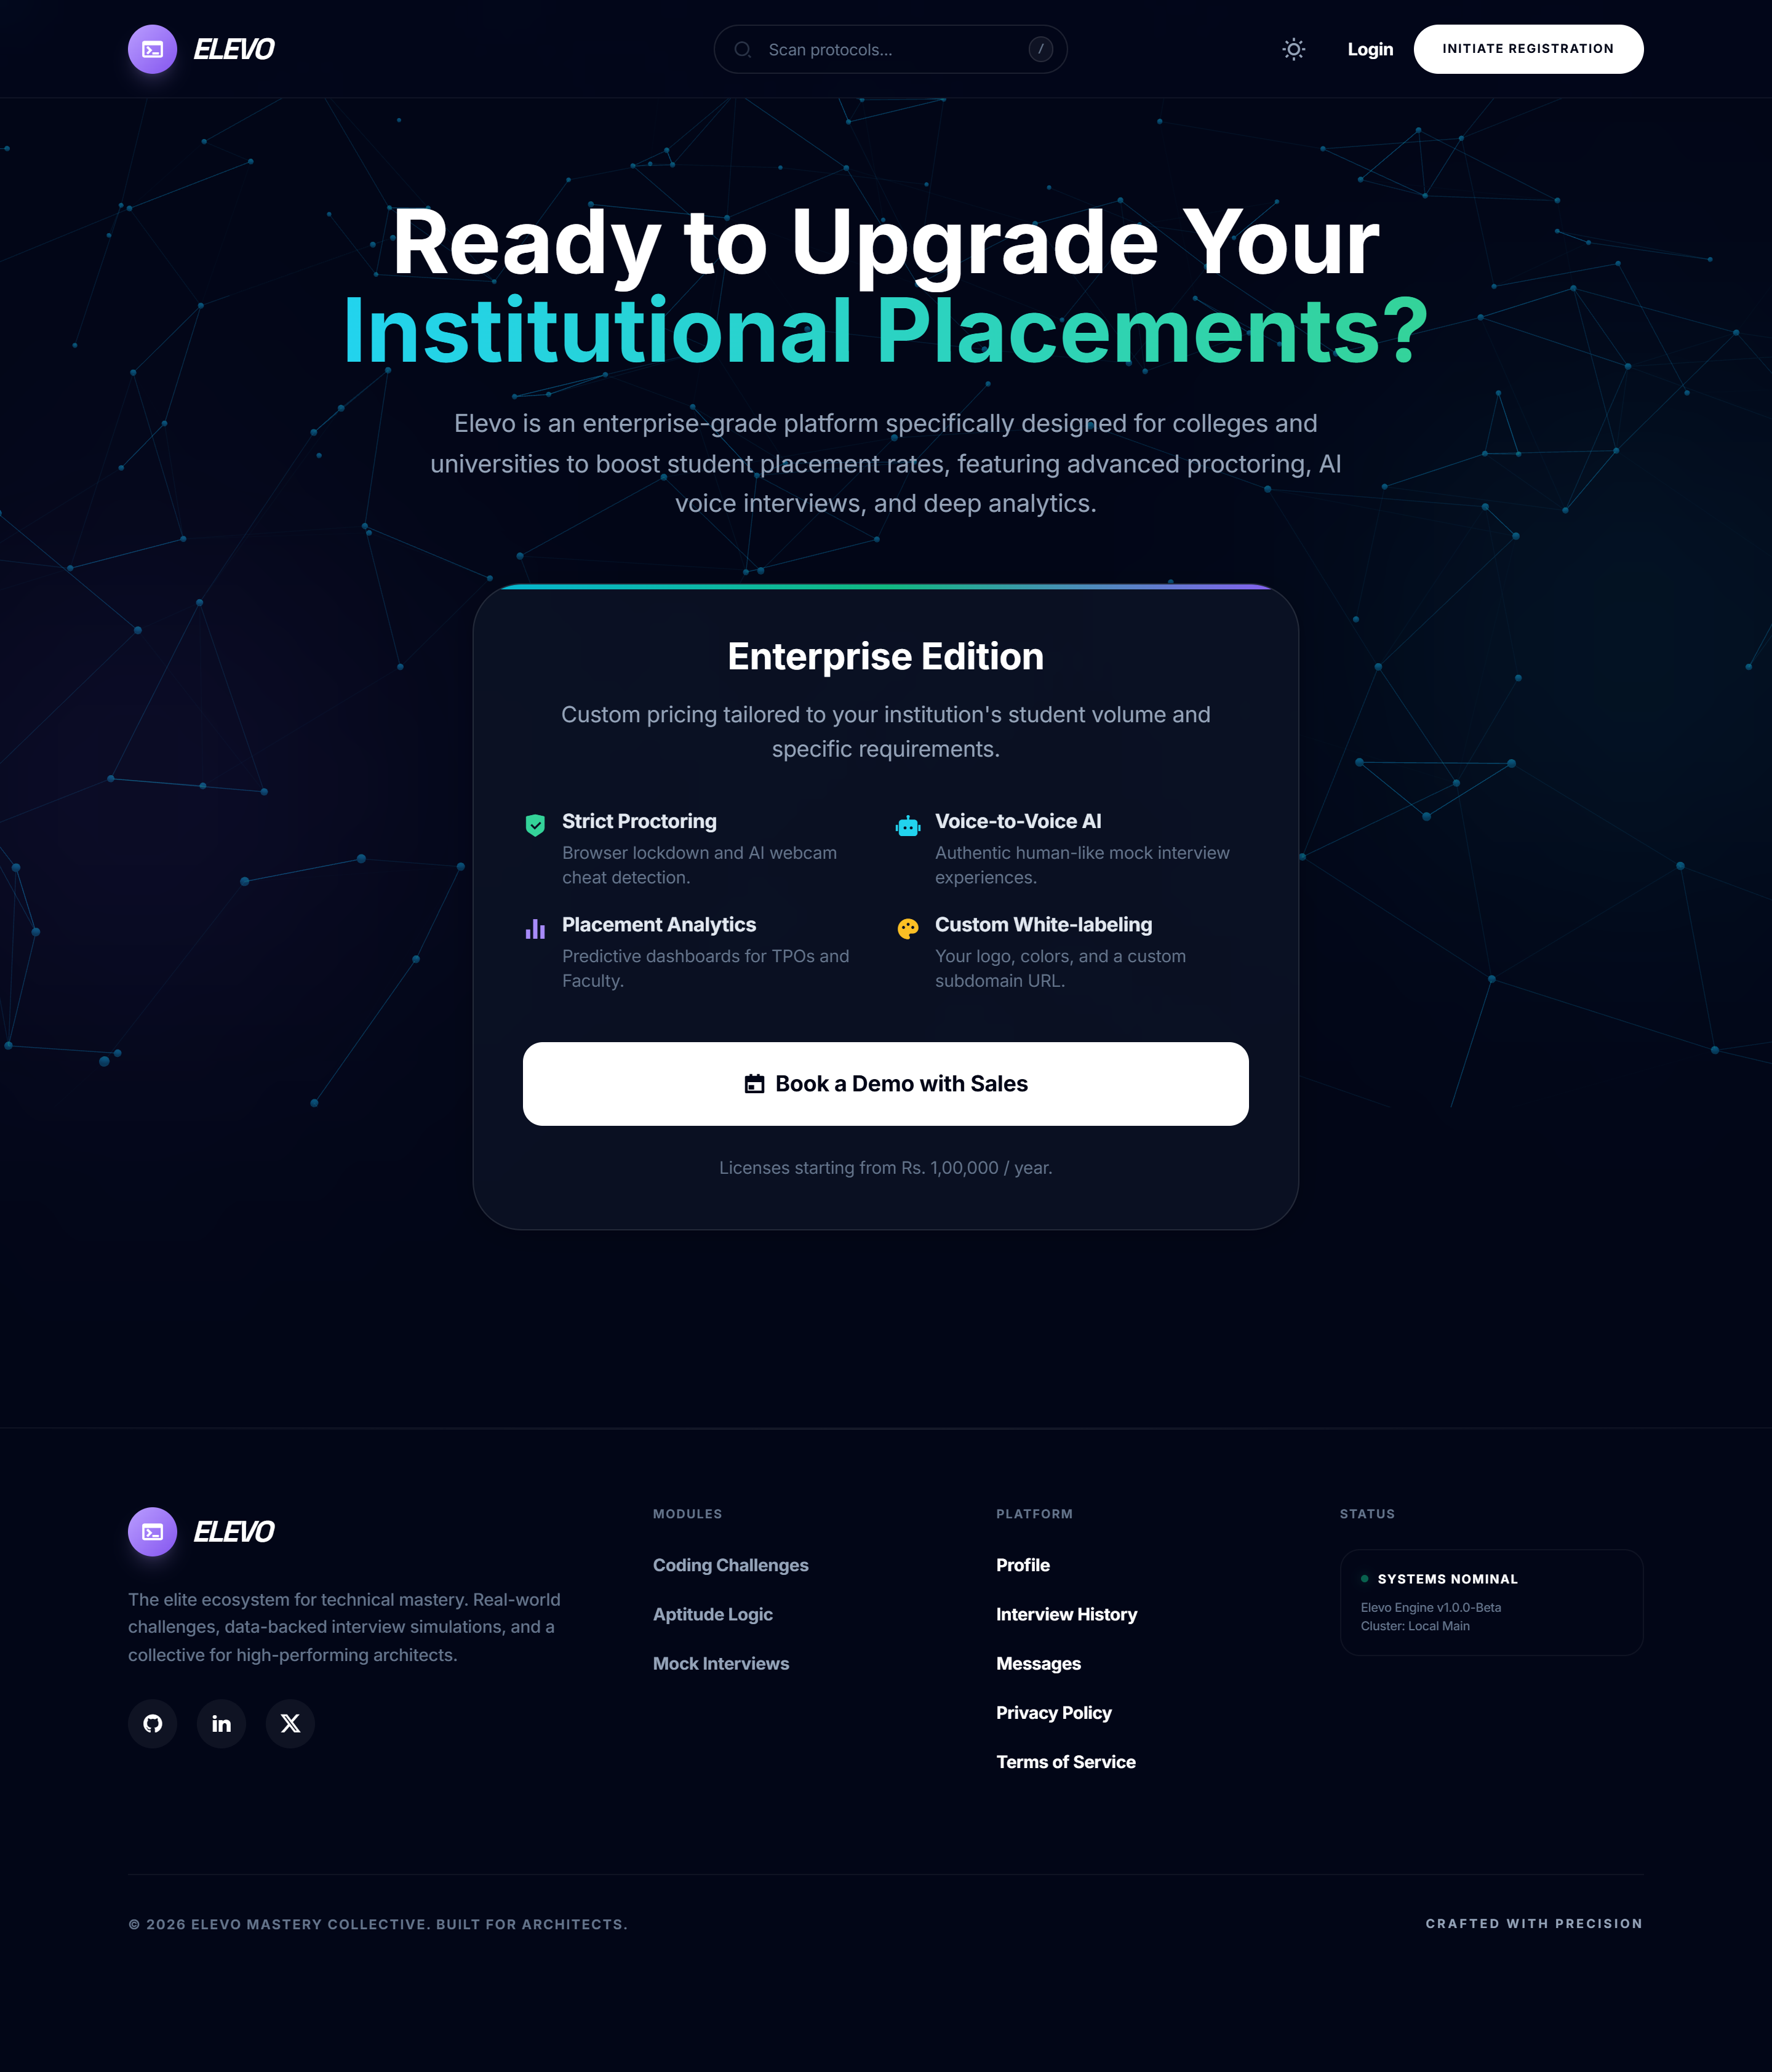 ELEVO
Scan protocols...
/
Login
INITIATE REGISTRATION
Ready to Upgrade Your
Institutional Placements?
Elevo is an enterprise-grade platform specifically designed for colleges and
universities to boost student placement rates, featuring advanced proctoring, AI
voice interviews, and deep analytics.
Enterprise Edition
Custom pricing tailored to your institution's student volume and
specific requirements.
Strict Proctoring
Browser lockdown and AI webcam
cheat detection.
Voice-to-Voice AI
Authentic human-like mock interview
experiences.
Placement Analytics
Predictive dashboards for TPOs and
Faculty.
Custom White-labeling
Your logo, colors, and a custom
subdomain URL.
Book a Demo with Sales
Licenses starting from Rs. 1,00,000 / year.
ELEVO
The elite ecosystem for technical mastery. Real-world
challenges, data-backed interview simulations, and a
collective for high-performing architects.
MODULES
Coding Challenges
Aptitude Logic
Mock Interviews
PLATFORM
Profile
Interview History
Messages
Privacy Policy
Terms of Service
STATUS
SYSTEMS NOMINAL
Elevo Engine v1.0.0-Beta
Cluster: Local Main
© 2026 ELEVO MASTERY COLLECTIVE. BUILT FOR ARCHITECTS.
CRAFTED WITH PRECISION